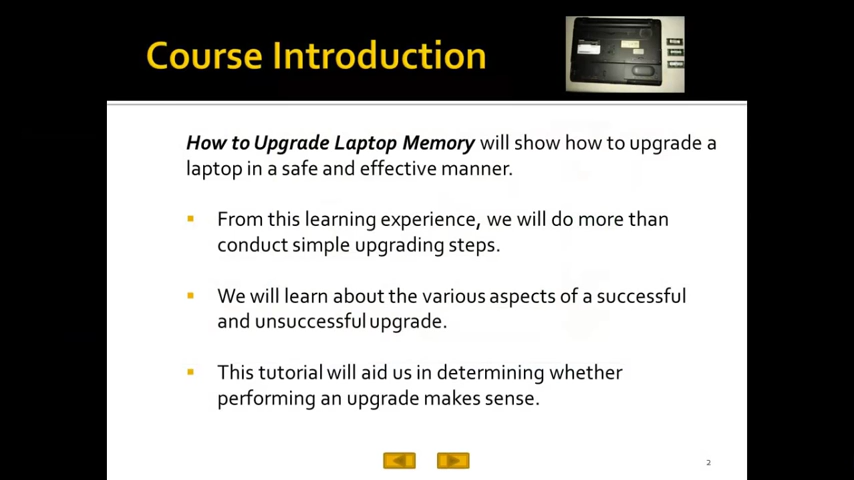 Course Introduction
How to Upgrade Laptop Memory will show how to upgrade a
laptop in a safe and effective manner.
From this learning experience, we will do more than
conduct simple upgrading steps.
We will learn about the various aspects of a successful
and unsuccessful upgrade.
This tutorial will aid us in determining whether
performing an upgrade makes sense.
2